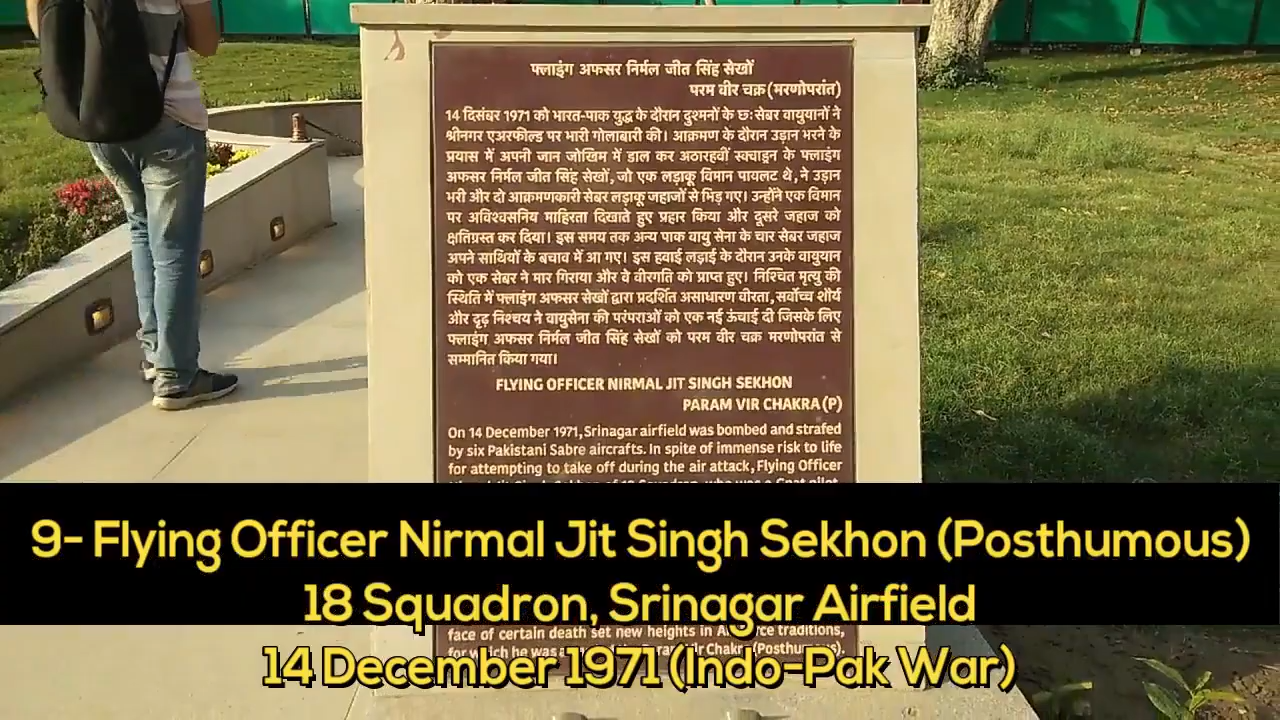 फ्लाइंग अफसर निर्मल जीत सिंह सेखों
परम वीर चक्र (मरणोपरांत)
14 दिसंबर 1971 को भारत-पाक युद्ध के दौरान दुश्मनों के छः सेबर वायुयानों ने
श्रीनगर एअरफील्ड पर भारी गोलाबारी की। आक्रमण के दौरान उड़ान भरने के
प्रयास में अपनी जान जोखिम में डाल कर अठारहवीं स्क्वाड्रन के फ्लाइंग
अफसर निर्मल जीत सिंह सेखों, जो एक लड़ाकू विमान पायलट थे, ने उड़ान
भरी और दो आक्रमणकारी सेबर लड़ाकू जहाजों से भिड़ गए। उन्होंने एक विमान
पर अविश्वसनिय माहिरता दिखाते हुए प्रहार किया और दूसरे जहाज को
क्षतिग्रस्त कर दिया। इस समय तक अन्य पाक वायु सेना के चार सेबर जहाज
अपने साथियों के बचाव में आ गए। इस हवाई लड़ाई के दौरान उनके वायुयान
को एक सेबर ने मार गिराया और वे वीरगति को प्राप्त हुए। निश्चित मृत्यु की
स्थिति में फ्लाइंग अफसर सेखों द्वारा प्रदर्शित असाधारण वीरता, सर्वोच्च शौर्य
और दृढ़ निश्चय ने वायुसेना की परंपराओं को एक नई ऊंचाई दी जिसके लिए
फ्लाइंग अफसर निर्मल जीत सिंह सेखों को परम वीर चक्र मरणोपरांत से
सम्मानित किया गया।
FLYING OFFICER NIRMAL JIT SINGH SEKHON
PARAM VIR CHAKRA (P)
On 14 December 1971, Srinagar airfield was bombed and strafed
by six Pakistani Sabre aircrafts. In spite of immense risk to life
for attempting to take off during the air attack, Flying Officer
9- Flying Officer Nirmal Jit Singh Sekhon (Posthumous)
18 Squadron, Srinagar Airfield
face of certain death set new heights in traditions,
for which he was (Posthumous).
14 December 1971 (Indo-Pak War)